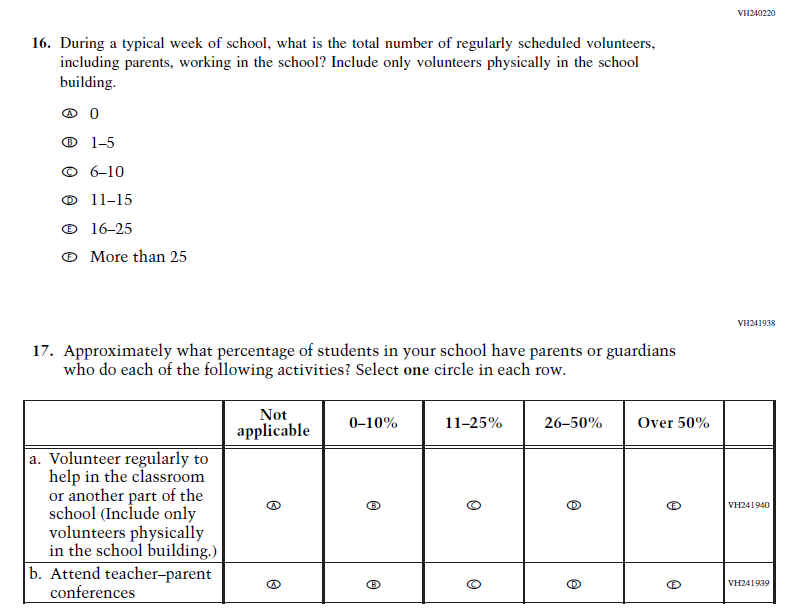 VH240220
16. During a typical week of school, what is the total number of regularly scheduled volunteers,
including parents, working in the school? Include only volunteers physically in the school
building.
A 0
B 1–5
C 6–10
D 11–15
E 16–25
F More than 25
VH241938
17. Approximately what percentage of students in your school have parents or guardians
who do each of the following activities? Select one circle in each row.
Not
applicable
0–10%
11–25%
26–50%
Over 50%
a. Volunteer regularly to
help in the classroom
or another part of the
school (Include only
volunteers physically
in the school building.)
A B C D E VH241940
b. Attend teacher–parent
conferences
A B C D E VH241939